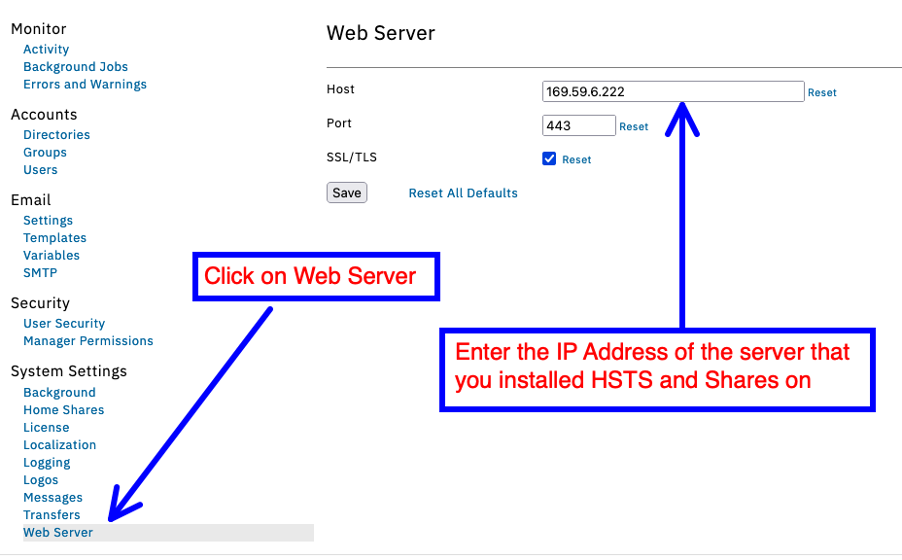 Monitor
Activity
Background Jobs
Errors and Warnings
Accounts
Directories
Groups
Users
Email
Settings
Templates
Variables
SMTP
Security
User Security
Manager Permissions
System Settings
Background
Home Shares
License
Localization
Logging
Logos
Messages
Transfers
Web Server
Web Server
Host 169.59.6.222 Reset
Port 443 Reset
SSL/TLS Reset
Save Reset All Defaults
Click on Web Server
Enter the IP Address of the server that
you installed HSTS and Shares on